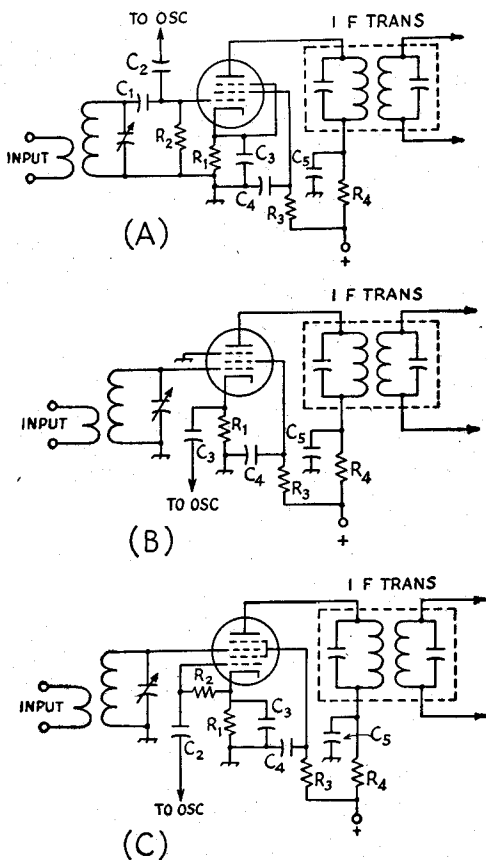 TO OSC
I F TRANS
C2
C1
R2
R1
C3
C5
INPUT
C4
R3
R4
(A)
+
I F TRANS
INPUT
R1
C3
C4
C5
R3
R4
TO OSC
(B)
+
I F TRANS
R2
INPUT
C2
R1
C3
C4
C5
R3
R4
TO OSC
(C)
+